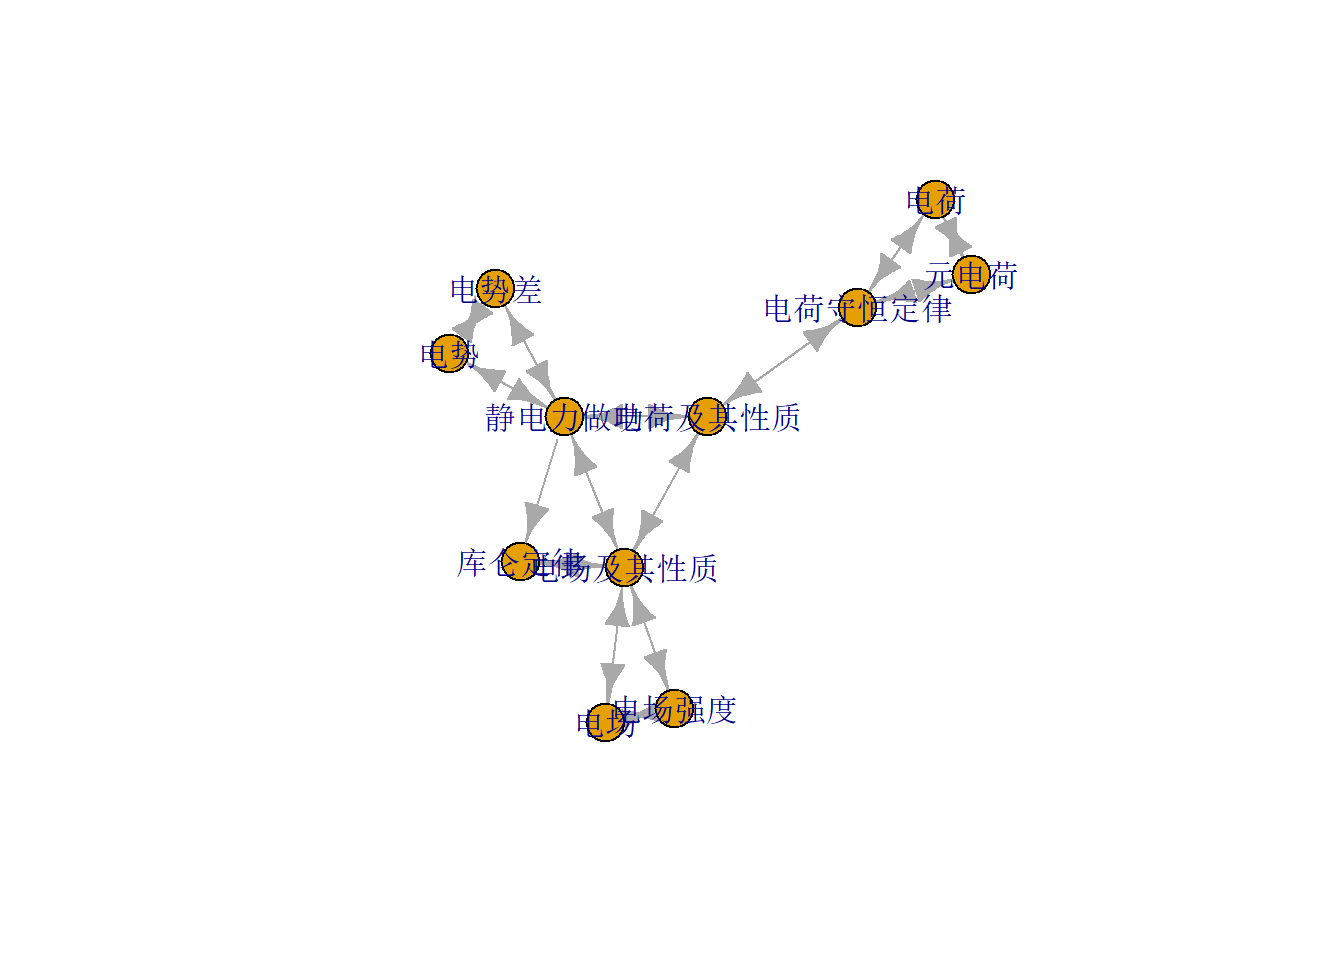 电荷
元电荷
电势差
电荷守恒定律
电势
静电力做功
电荷及其性质
库仑定律
电场及其性质
电场强度
电场